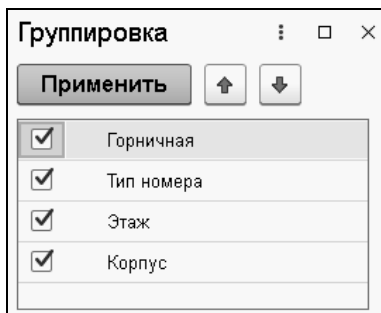 Группировка
Применить
Горничная
Тип номера
Этаж
Корпус